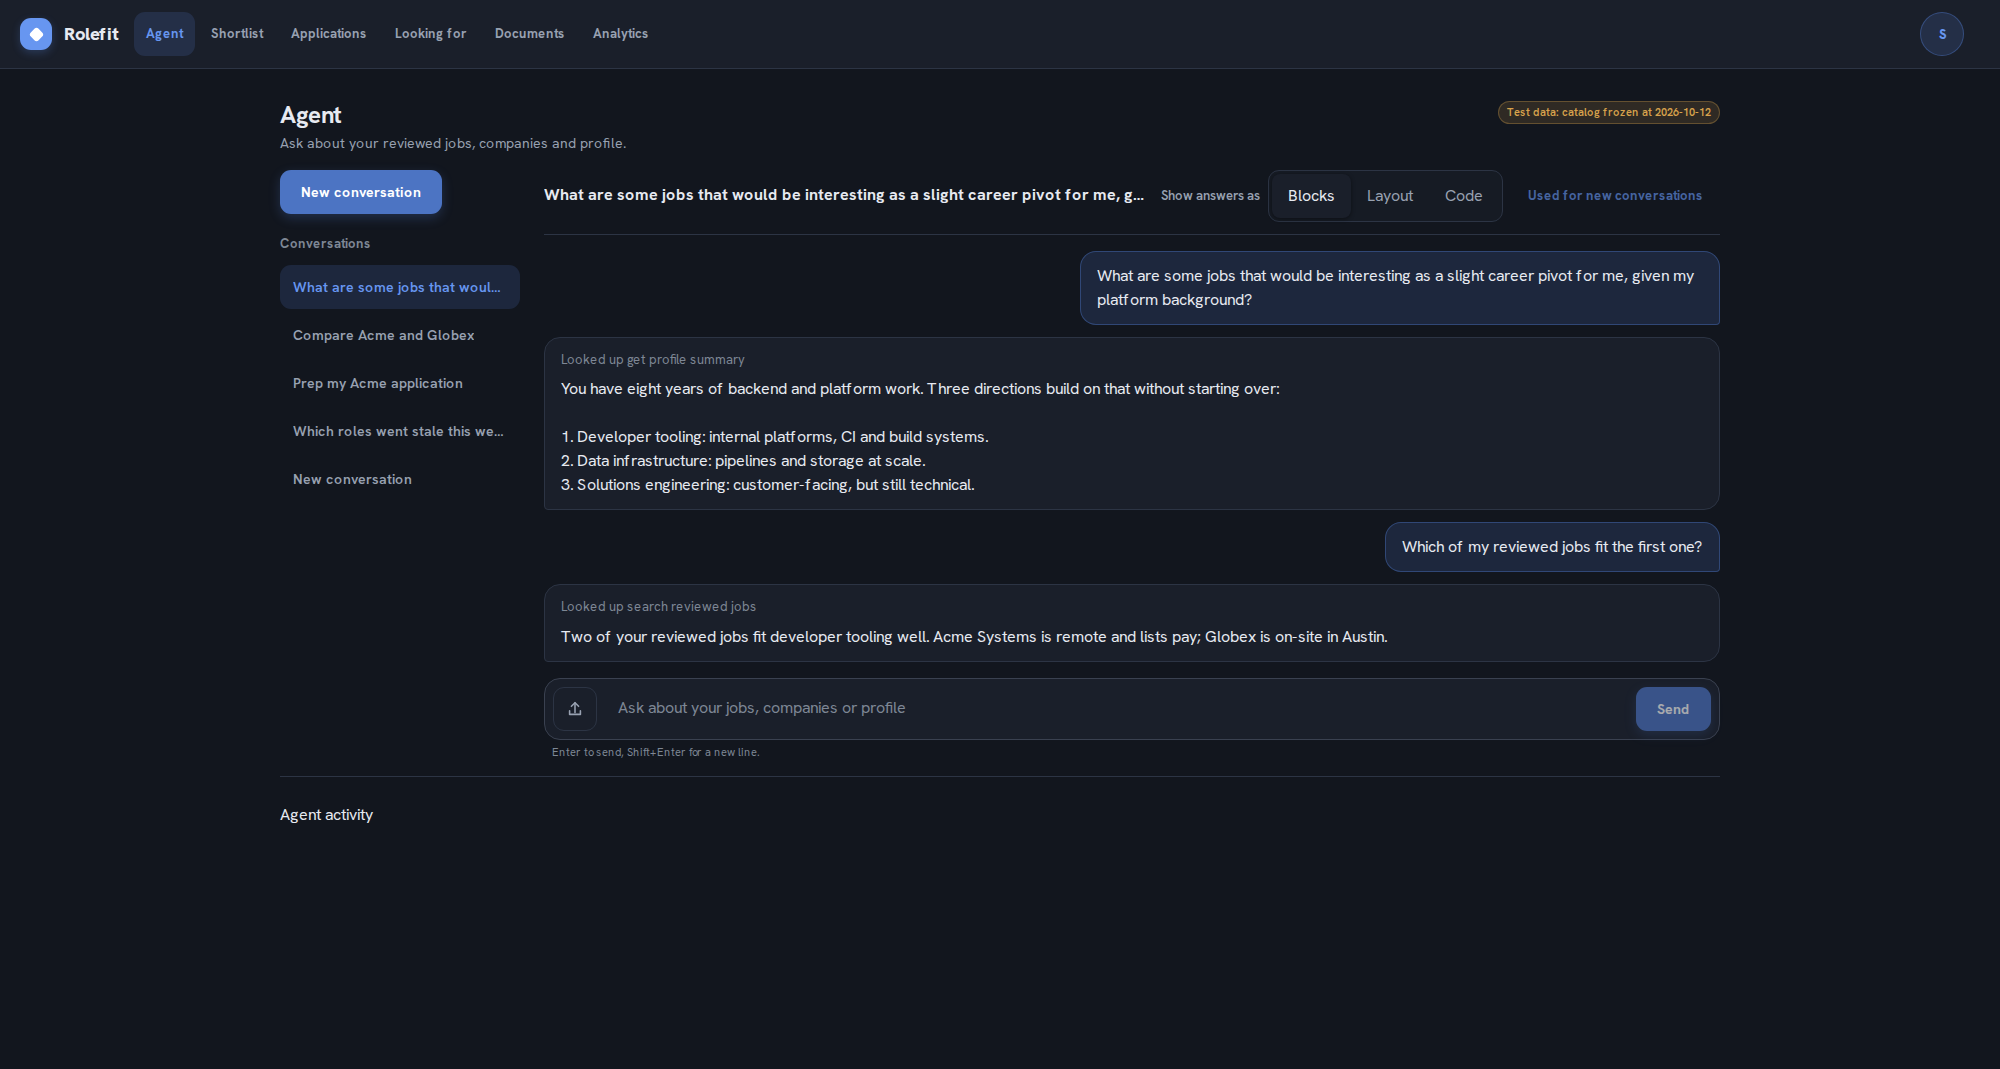 Rolefit
Agent
Shortlist
Applications
Looking for
Documents
Analytics
S
Agent
Test data: catalog frozen at 2026-10-12
Ask about your reviewed jobs, companies and profile.
New conversation
Conversations
What are some jobs that woul...
Compare Acme and Globex
Prep my Acme application
Which roles went stale this we...
New conversation
What are some jobs that would be interesting as a slight career pivot for me, g...
Show answers as
Blocks
Layout
Code
Used for new conversations
What are some jobs that would be interesting as a slight career pivot for me, given my
platform background?
Looked up get profile summary
You have eight years of backend and platform work. Three directions build on that without starting over:
1. Developer tooling: internal platforms, CI and build systems.
2. Data infrastructure: pipelines and storage at scale.
3. Solutions engineering: customer-facing, but still technical.
Which of my reviewed jobs fit the first one?
Looked up search reviewed jobs
Two of your reviewed jobs fit developer tooling well. Acme Systems is remote and lists pay; Globex is on-site in Austin.
Ask about your jobs, companies or profile
Send
Enter to send, Shift+Enter for a new line.
Agent activity